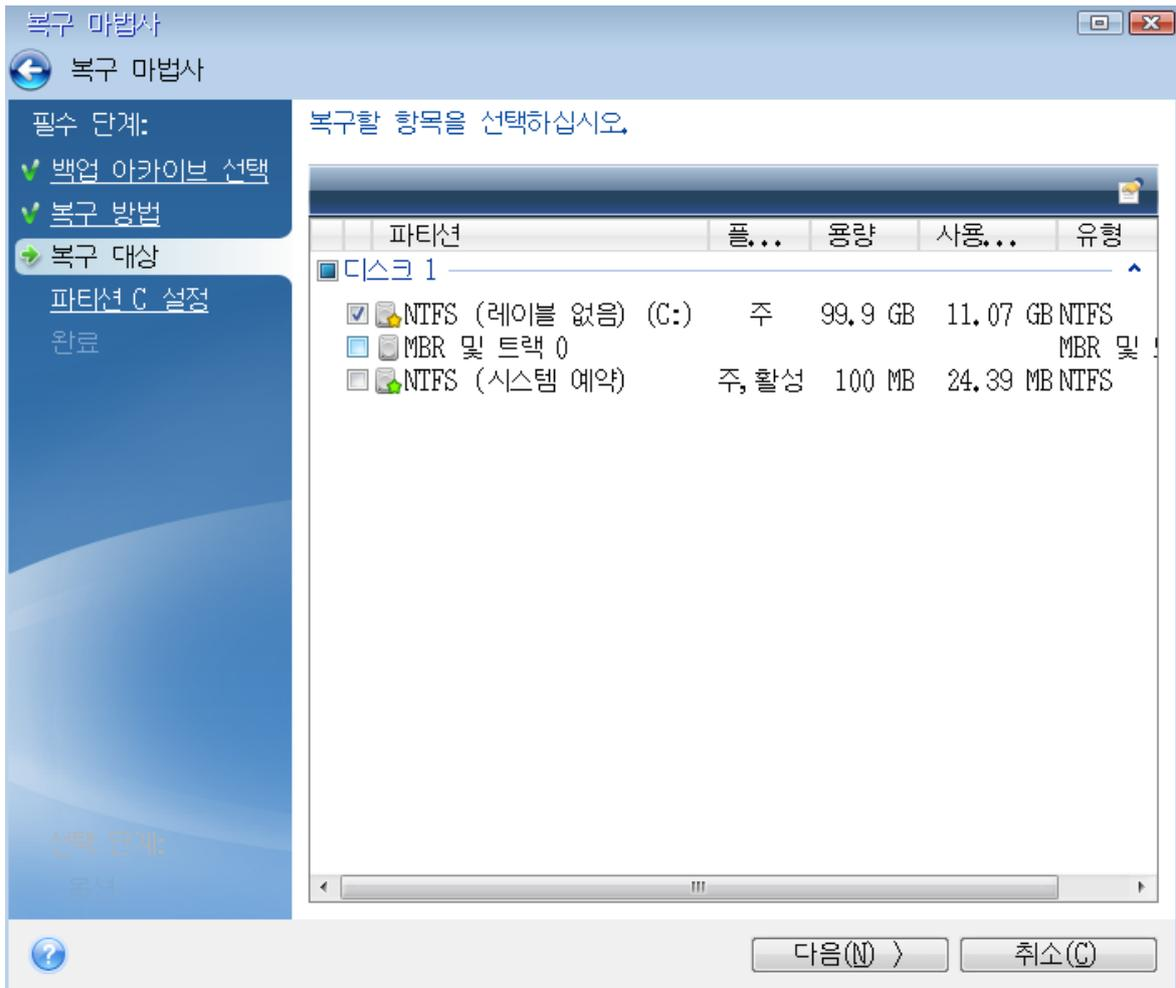 복구 마법사
복구 마법사
필수 단계:
백업 아카이브 선택
복구 방법
복구 대상
파티션 C 설정
완료
선택 단계:
옵션
복구할 항목을 선택하십시오.
파티션 플... 용량 사용... 유형
디스크 1
NTFS (레이블 없음) (C:) 주 99.9 GB 11.07 GB NTFS
MBR 및 트랙 0 MBR 및
NTFS (시스템 예약) 주, 활성 100 MB 24.39 MB NTFS
다음(N) > 취소(C)